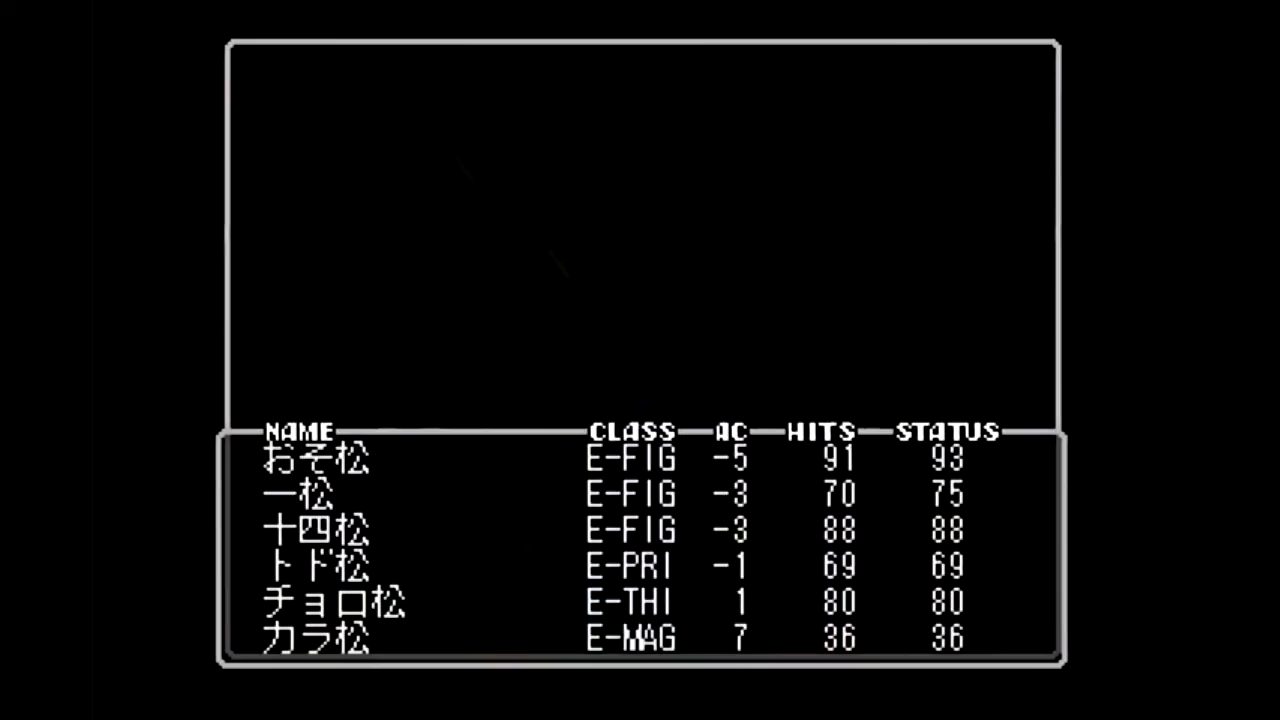 NAME CLASS AC HITS STATUS
おそ松 E-FIG -5 91 93
一松 E-FIG -3 70 75
十四松 E-FIG -3 88 88
トド松 E-PRI -1 69 69
チョロ松 E-THI 1 80 80
カラ松 E-MAG 7 36 36